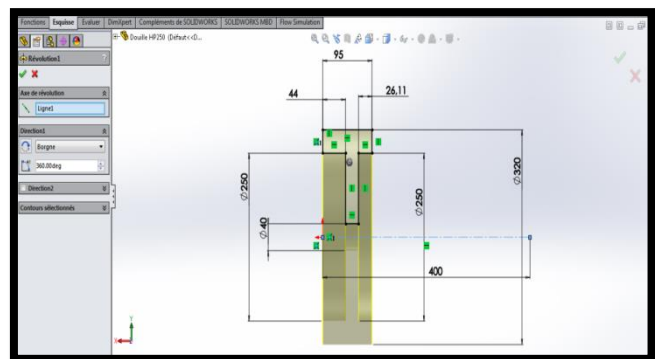 Fonctions Esquisse Evaluer DimXpert Compléments de SOLIDWORKS SOLIDWORKS MBD Flow Simulation
Douille HP250 (Défaut<<D...
Révolution1
Axe de révolution
Ligne1
Direction1
Borgne
360.00deg
Direction2
Contours sélectionnés
95
44
26,11
Ø250
Ø40
Ø250
Ø320
400
Y
X